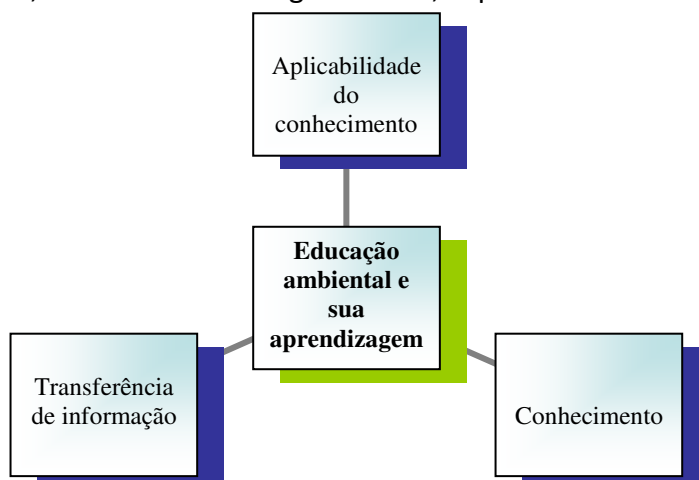 Aplicabilidade
do
conhecimento
Educação
ambiental e
sua
aprendizagem
Transferência
de informação
Conhecimento